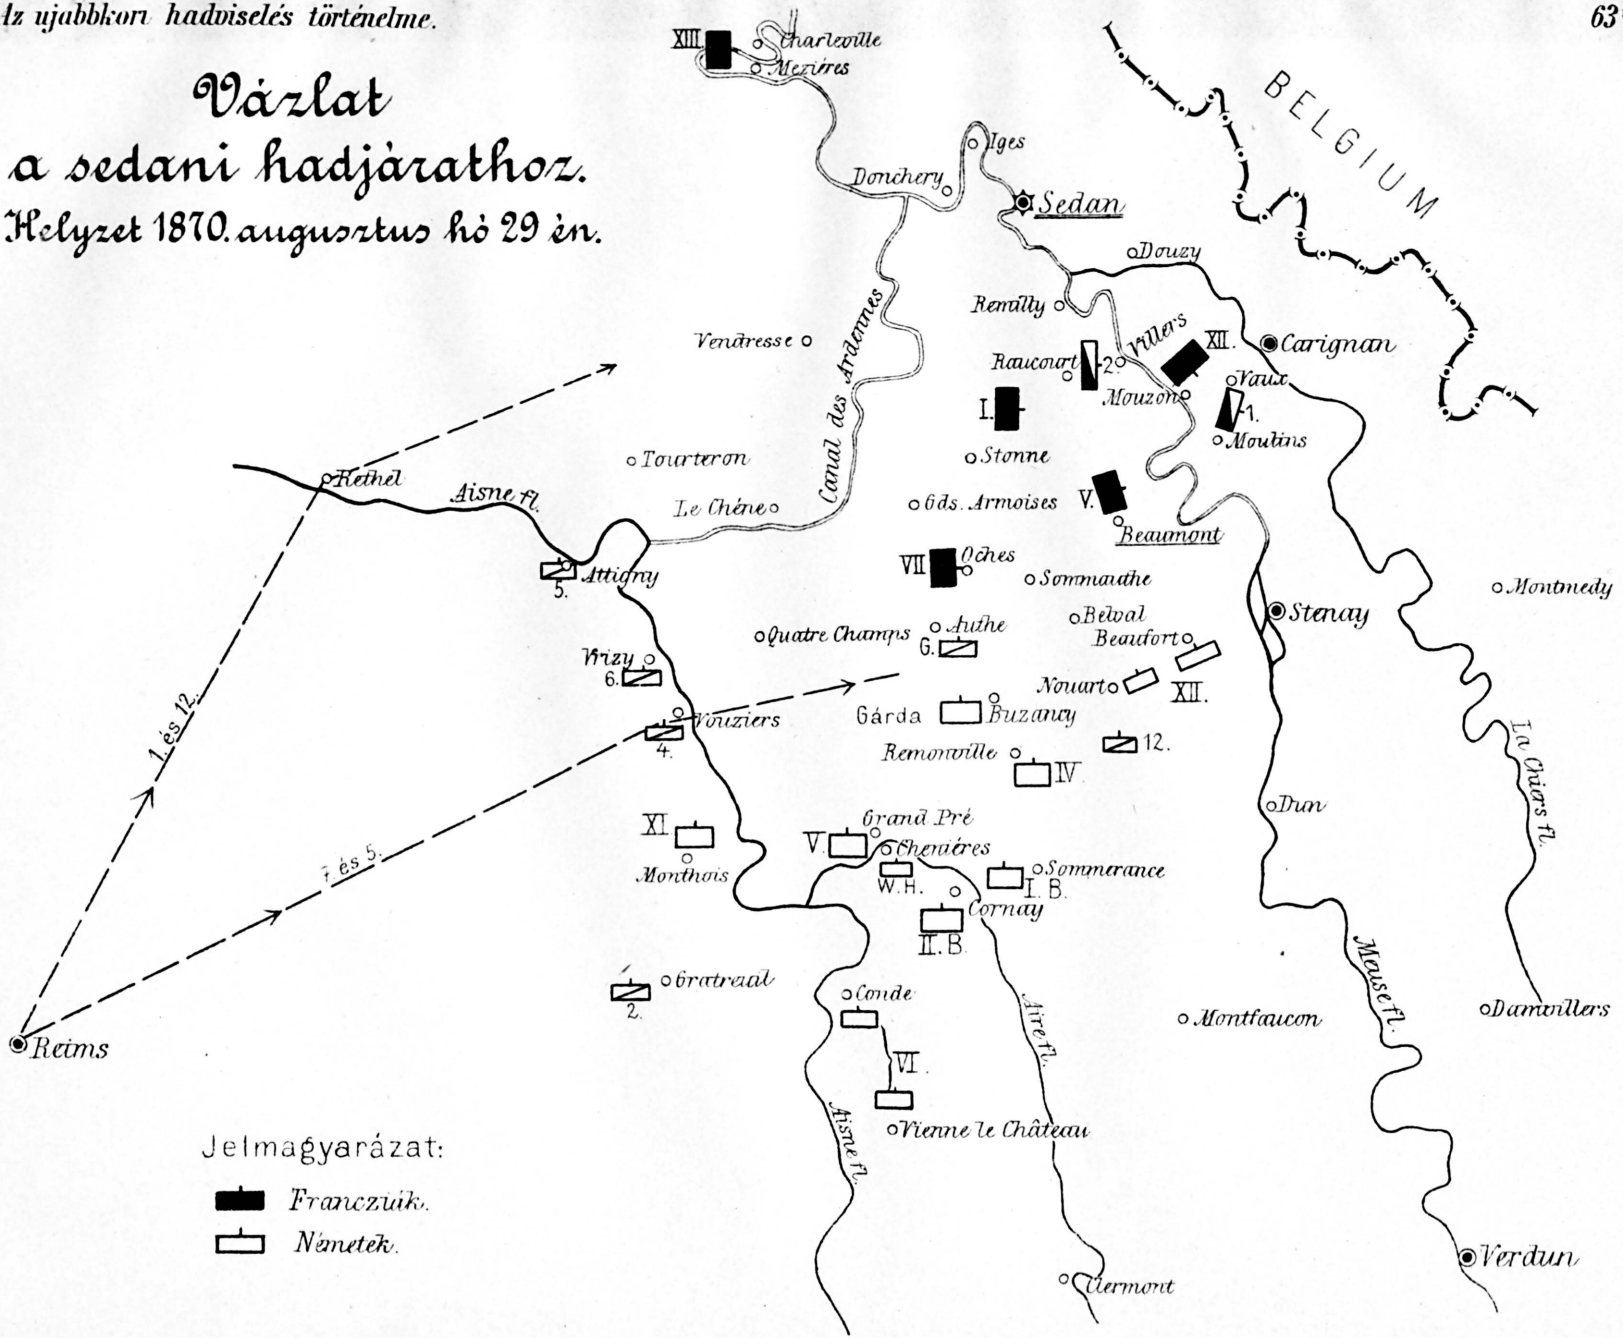 Az ujabbkori hadviselés történelme.
63
Vázlat
a sedani hadjárathoz.
Helyzet 1870. augusztus hó 29 én.
XIII
Charleville
Meziéres
BELGIUM
Iges
Donchery
Sedan
Douzy
Remilly
Canal des Ardennes
Vendresse
Villers
XII.
Carignan
Raucourt
2.
Vaux
Mouzon
I.
1.
Moulins
Rethel
Tourteron
Stonne
Aisne fl.
Le Chéne
Gds. Armoises
V.
Beaumont
VII
Oches
Attigny
5.
Sommauthe
Montmedy
Belval
Stenay
Quatre Champs
Authe
G.
Beaufort
Vrizy
6.
Nouart
XII.
1. és 12.
Vouziers
4.
Gárda
Buzancy
Remonville
12.
IV.
La Chiers fl.
Dun
XI.
Grand Pré
V.
Cheniéres
7. és 5.
Monthois
W.H.
Sommerance
I. B.
Cornay
II. B.
Meuse fl.
2.
Gratreuil
Conde
Aire fl.
Montfaucon
Damvillers
Reims
VI.
Aisne fl.
Vienne le Château
Jelmagyarázat:
Francziák.
Németek.
Verdun
Clermont